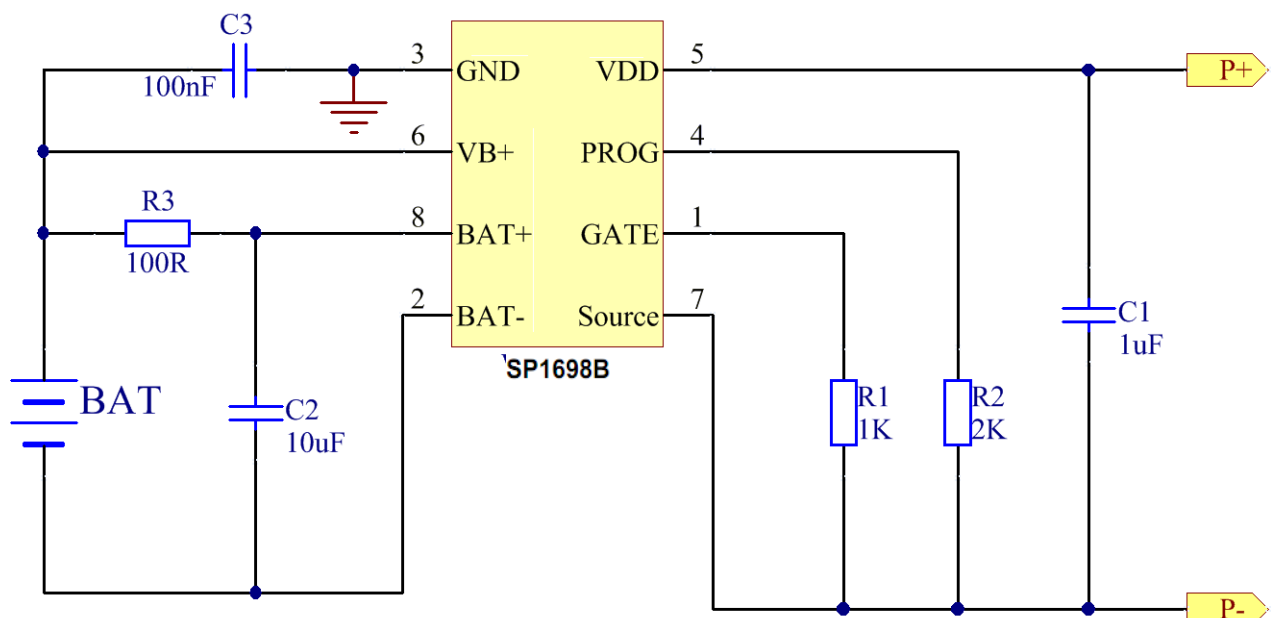 C3
100nF
3
GND
VDD
5
P+
6
VB+
PROG
4
R3
100R
8
BAT+
GATE
1
2
BAT-
Source
7
SP1698B
C1
1uF
BAT
C2
10uF
R1
1K
R2
2K
P-